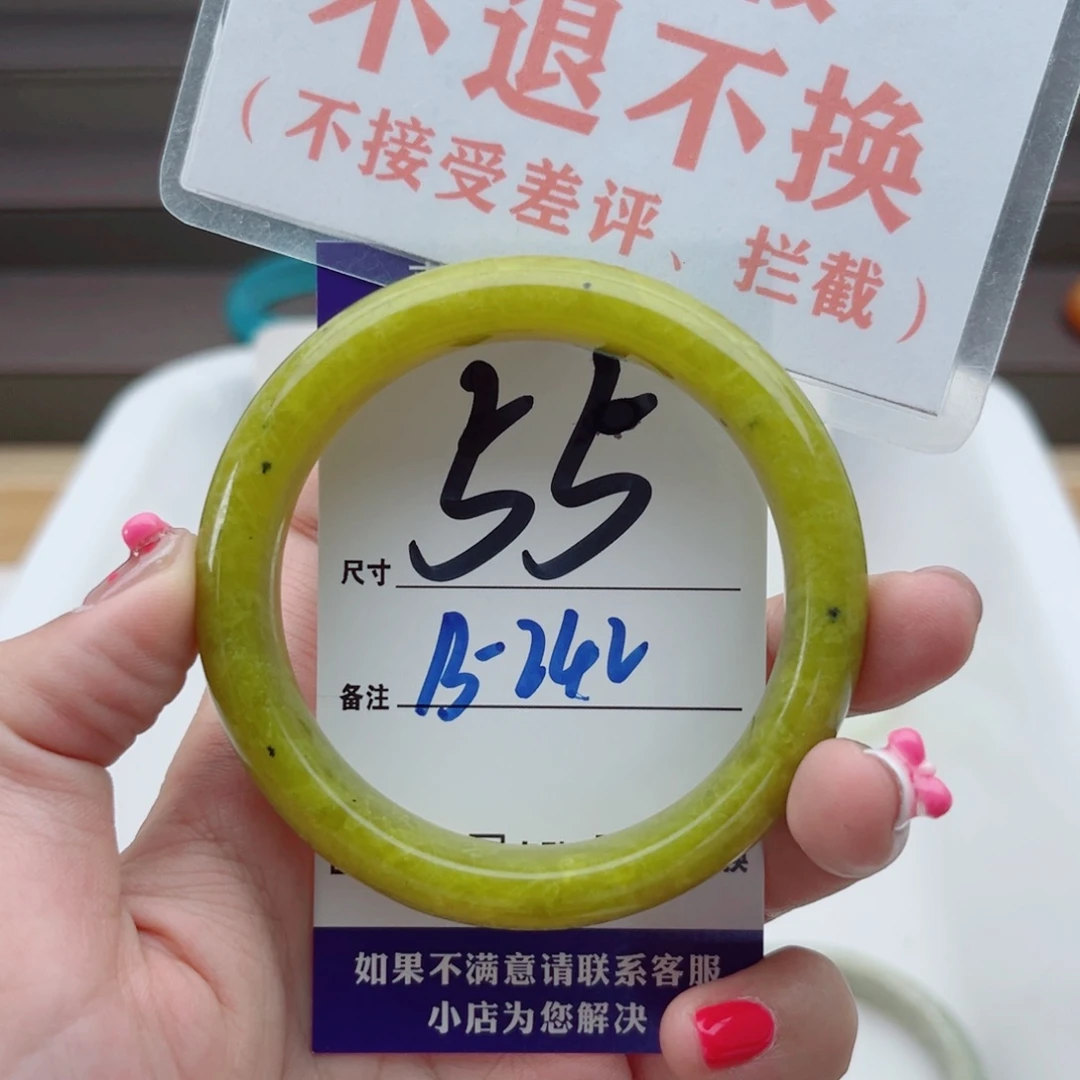 不退不换
（不接受差评、拦截）
55
尺寸
B-242
备注
换
如果不满意请联系客服
小店为您解决